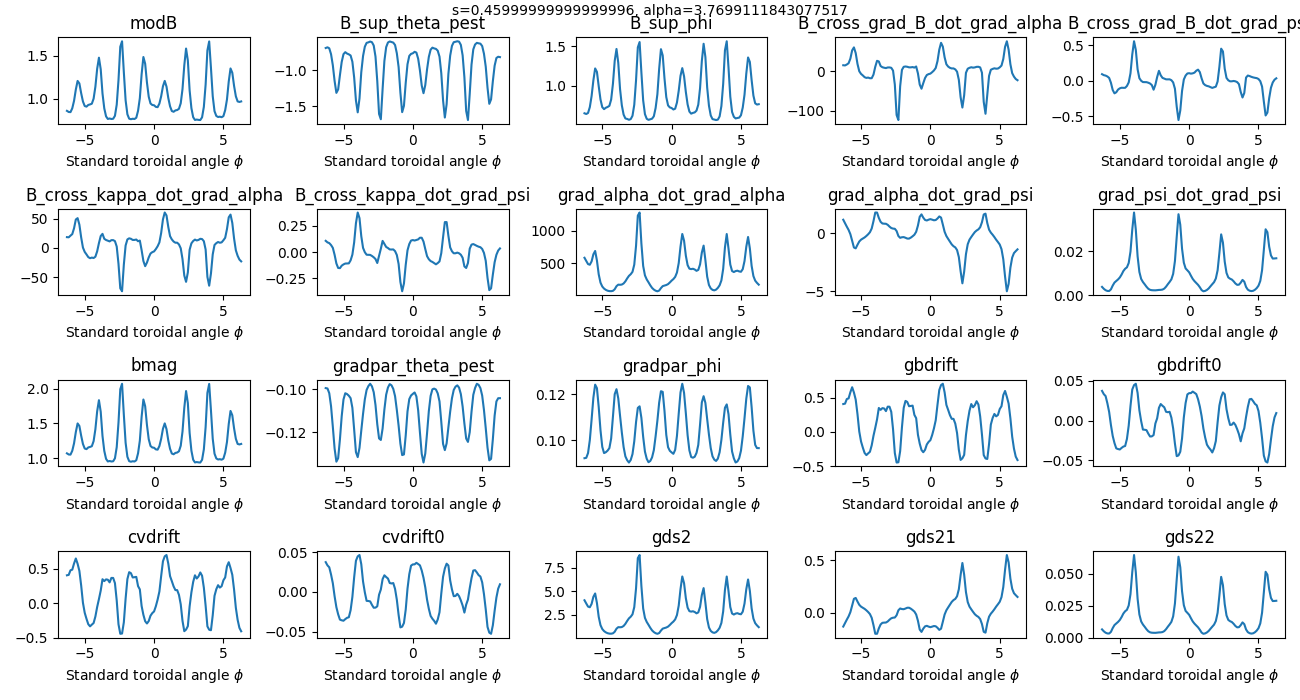 s=0.45999999999999996, alpha=3.7699111843077517
modB B_sup_theta_pest B_sup_phi B_cross_grad_B_dot_grad_alpha B_cross_grad_B_dot_grad_ps
1.5 1.0 −5 0 5
−1.0 −1.5 −5 0 5
1.5 1.0 −5 0 5
0 −100 −5 0 5
0.5 0.0 −0.5 −5 0 5
Standard toroidal angle ϕ Standard toroidal angle ϕ Standard toroidal angle ϕ Standard toroidal angle ϕ Standard toroidal angle ϕ
B_cross_kappa_dot_grad_alpha B_cross_kappa_dot_grad_psi grad_alpha_dot_grad_alpha grad_alpha_dot_grad_psi grad_psi_dot_grad_psi
50 0 −50 −5 0 5
0.25 0.00 −0.25 −5 0 5
1000 500 −5 0 5
0 −5 −5 0 5
0.02 0.00 −5 0 5
Standard toroidal angle ϕ Standard toroidal angle ϕ Standard toroidal angle ϕ Standard toroidal angle ϕ Standard toroidal angle ϕ
bmag gradpar_theta_pest gradpar_phi gbdrift gbdrift0
2.0 1.5 1.0 −5 0 5
−0.10 −0.12 −5 0 5
0.12 0.10 −5 0 5
0.5 0.0 −0.5 −5 0 5
0.05 0.00 −0.05 −5 0 5
Standard toroidal angle ϕ Standard toroidal angle ϕ Standard toroidal angle ϕ Standard toroidal angle ϕ Standard toroidal angle ϕ
cvdrift cvdrift0 gds2 gds21 gds22
0.5 0.0 −0.5 −5 0 5
0.05 0.00 −0.05 −5 0 5
7.5 5.0 2.5 −5 0 5
0.5 0.0 −5 0 5
0.050 0.025 0.000 −5 0 5
Standard toroidal angle ϕ Standard toroidal angle ϕ Standard toroidal angle ϕ Standard toroidal angle ϕ Standard toroidal angle ϕ